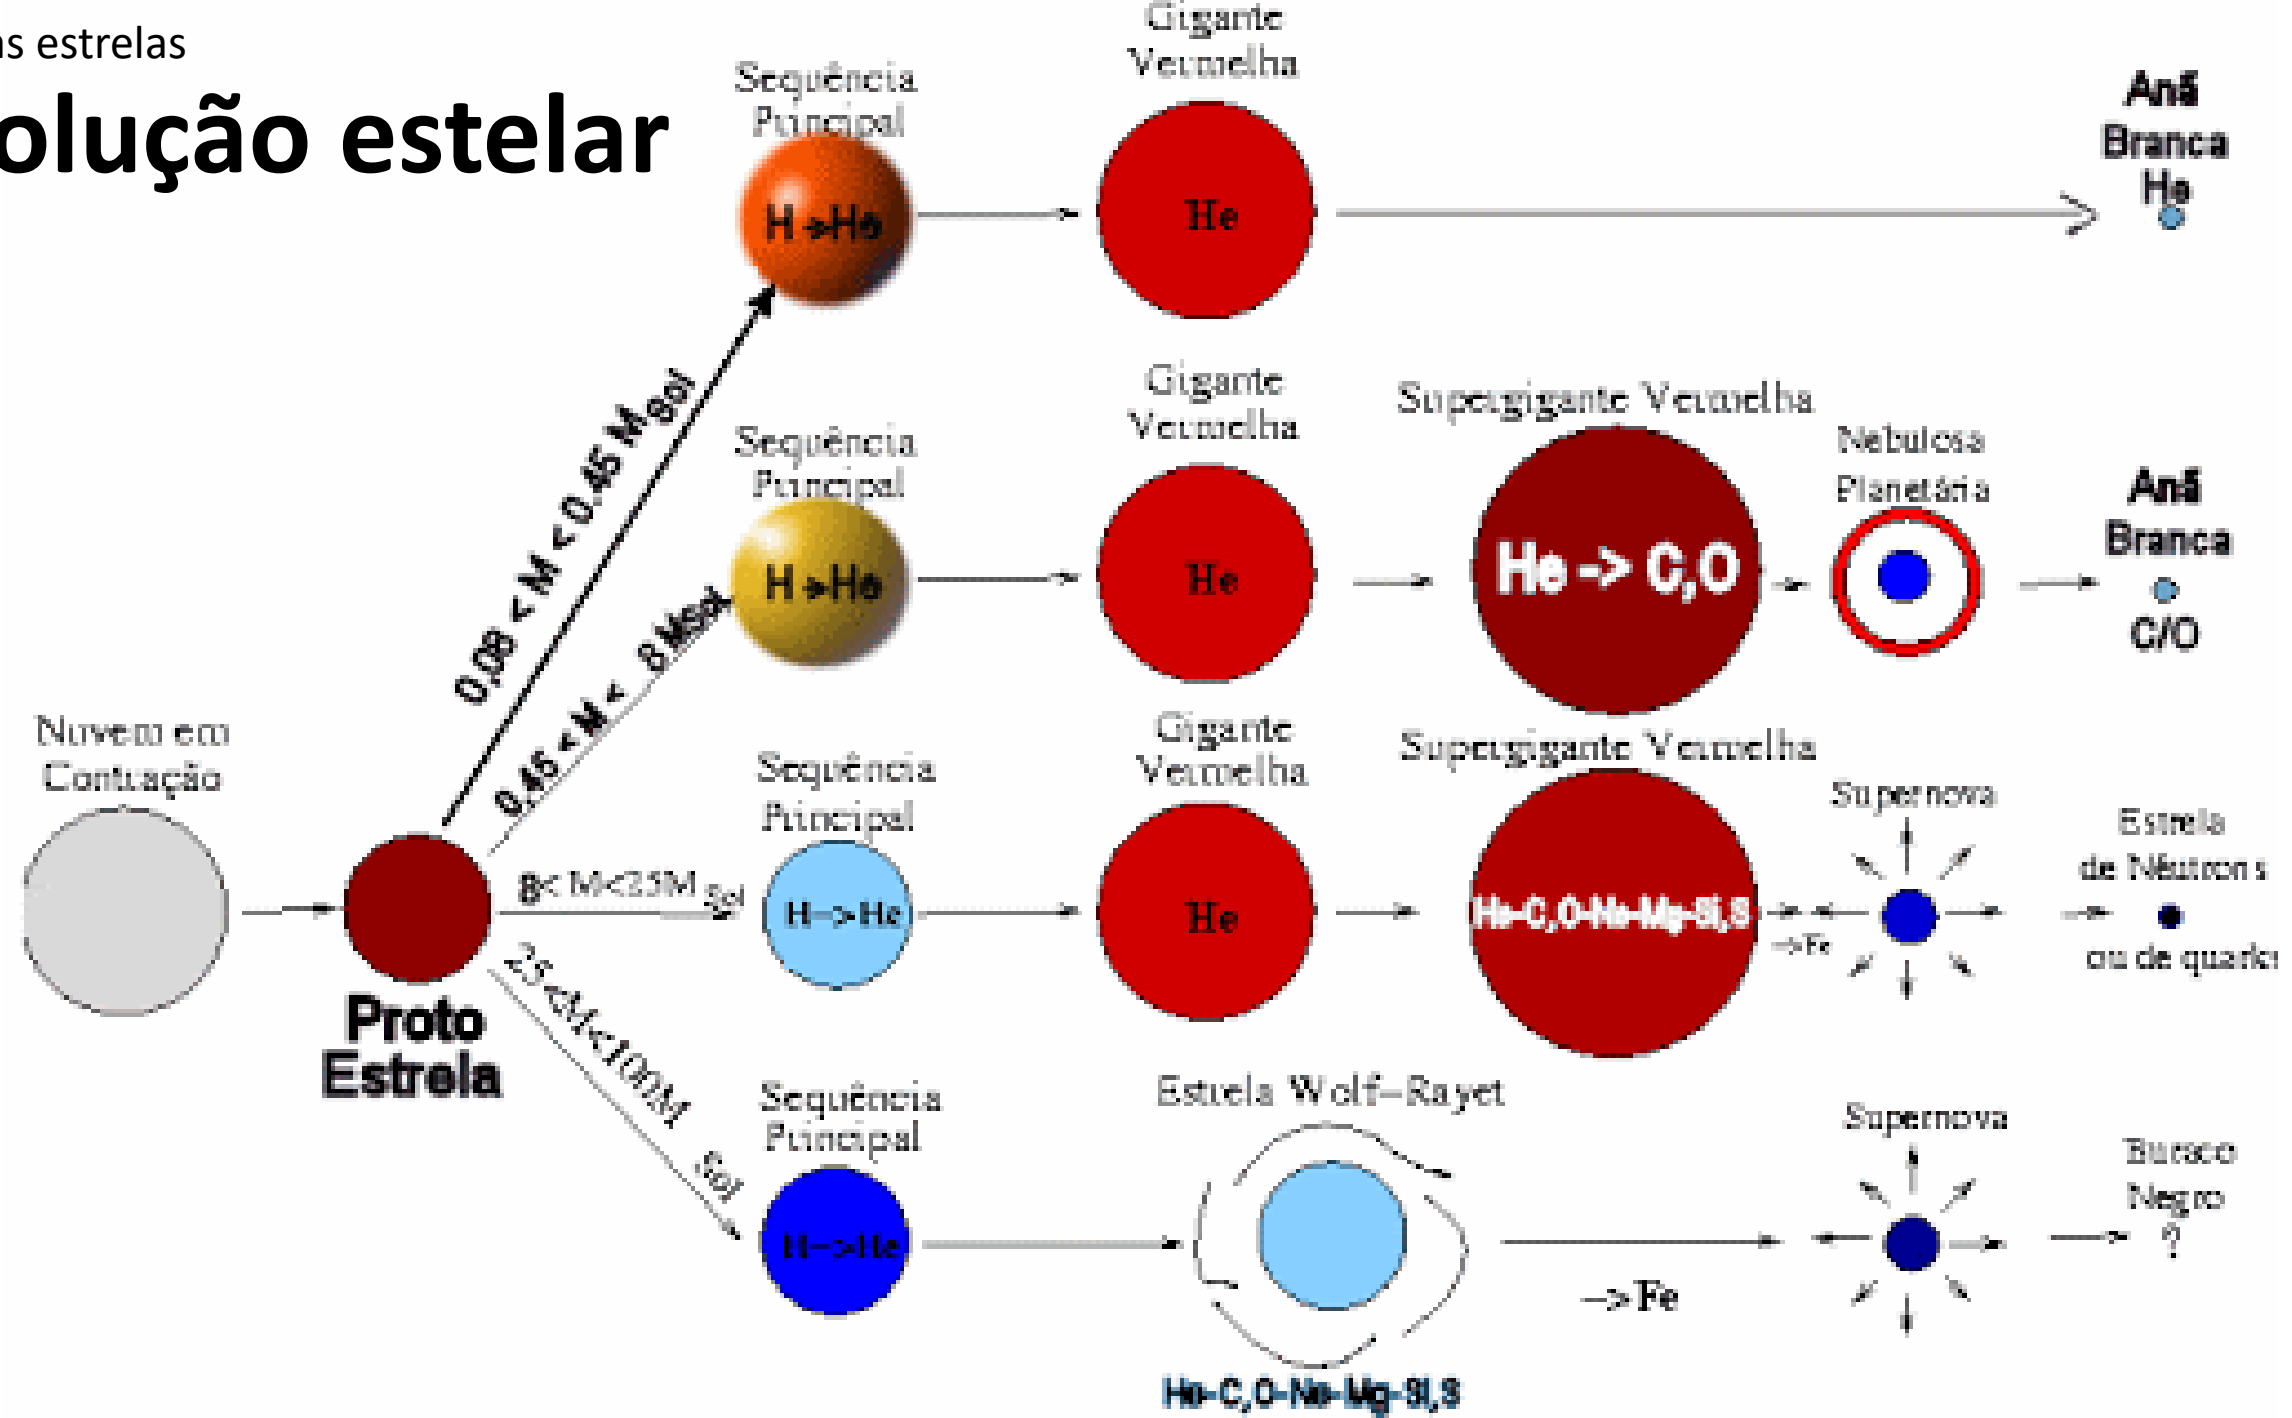 as estrelas
olução estelar
Sequência
Principal
H→He
Gigante
Vermelha
He
Anã
Branca
He
0,08 < M < 0.45 MSol
Sequência
Principal
H→He
Gigante
Vermelha
He
Supergigante Vermelha
He -> C,O
Nebulosa
Planetária
Anã
Branca
C/O
0,45 < M < 8 MSol
Nuvem em
Contração
Proto
Estrela
8< M<25M Sol
Sequência
Principal
H->He
Gigante
Vermelha
He
Supergigante Vermelha
He-C,O-Ne-Mg-Si,S
->Fe
Supernova
Estrela
de Nêutrons
ou de quarks
25 <M<100M Sol
Sequência
Principal
H->He
Estrela Wolf-Rayet
He-C,O-Ne-Mg-Si,S
->Fe
Supernova
Buraco
Negro
?